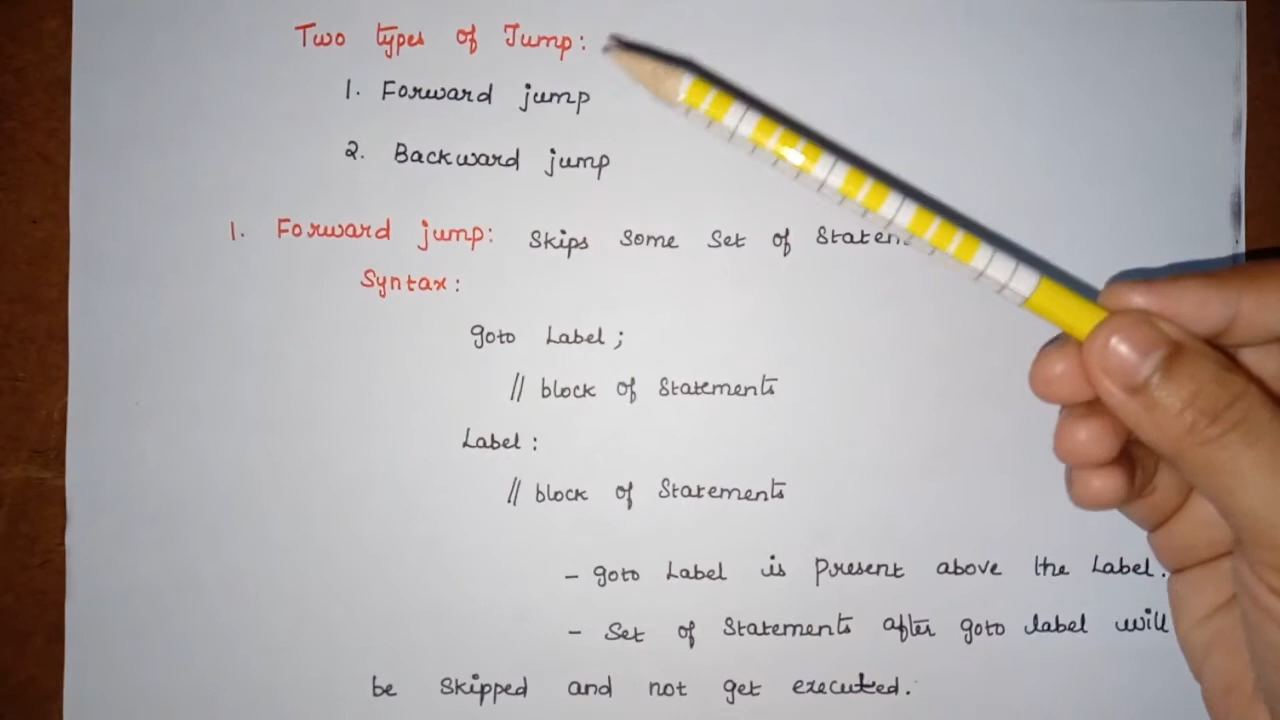 Two types of Jump:
1. Forward jump
2. Backward jump
1. Forward jump: Skips Some Set of
Syntax:
goto Label;
// block of Statements
Label:
// block of Statements
- goto Label is present above the Label.
- Set of Statements after goto label will
be Skipped and not get executed.